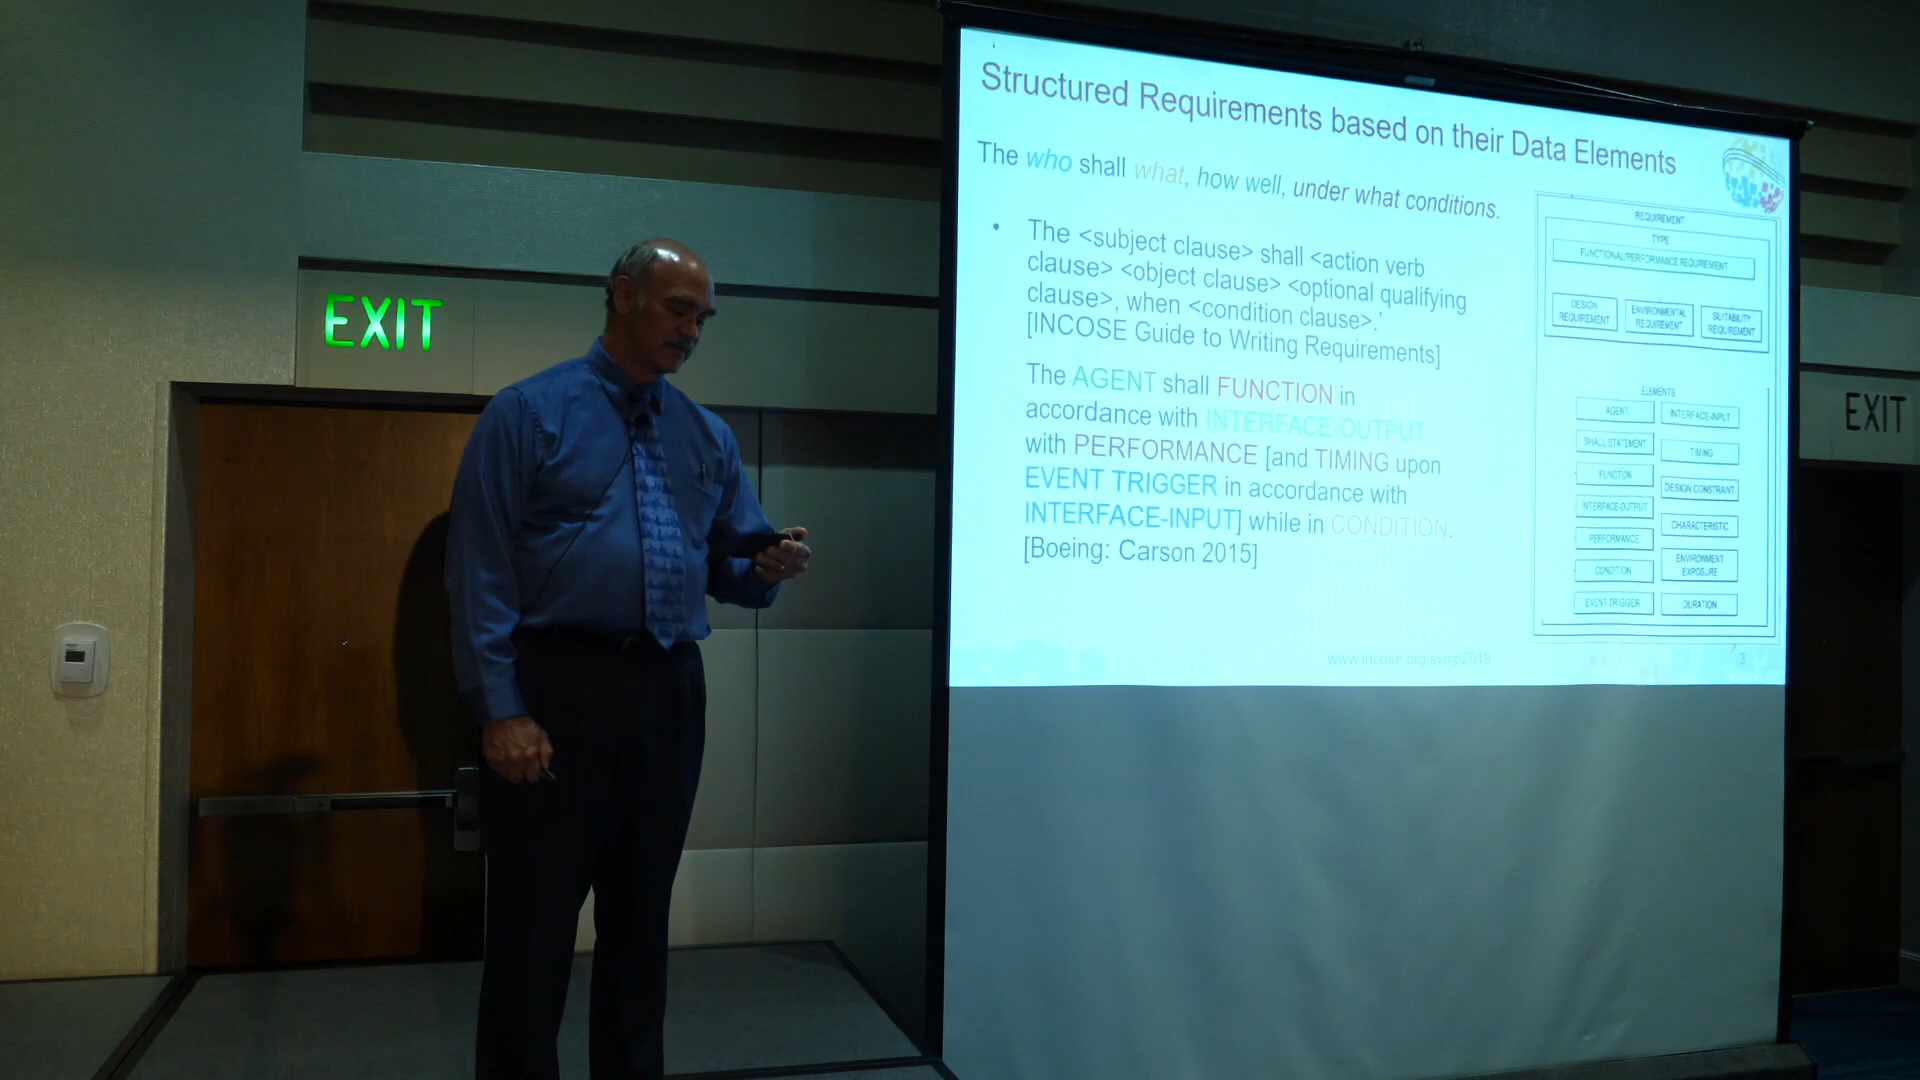 EXIT
Structured Requirements based on their Data Elements
The who shall what, how well, under what conditions.
• The <subject clause> shall <action verb
clause> <object clause> <optional qualifying
clause>, when <condition clause>.'
[INCOSE Guide to Writing Requirements]
The AGENT shall FUNCTION in
accordance with INTERFACE-OUTPUT
with PERFORMANCE [and TIMING upon
EVENT TRIGGER in accordance with
INTERFACE-INPUT] while in CONDITION.
[Boeing: Carson 2015]
REQUIREMENT
TYPE
FUNCTIONAL/PERFORMANCE REQUIREMENT
DESIGN
REQUIREMENT
ENVIRONMENTAL
REQUIREMENT
SUITABILITY
REQUIREMENT
ELEMENTS
AGENT
INTERFACE-INPUT
SHALL STATEMENT
TIMING
FUNCTION
DESIGN CONSTRAINT
INTERFACE-OUTPUT
CHARACTERISTIC
PERFORMANCE
ENVIRONMENT
EXPOSURE
CONDITION
EVENT TRIGGER
DURATION
www.incose.org/symp2019
3
EXIT